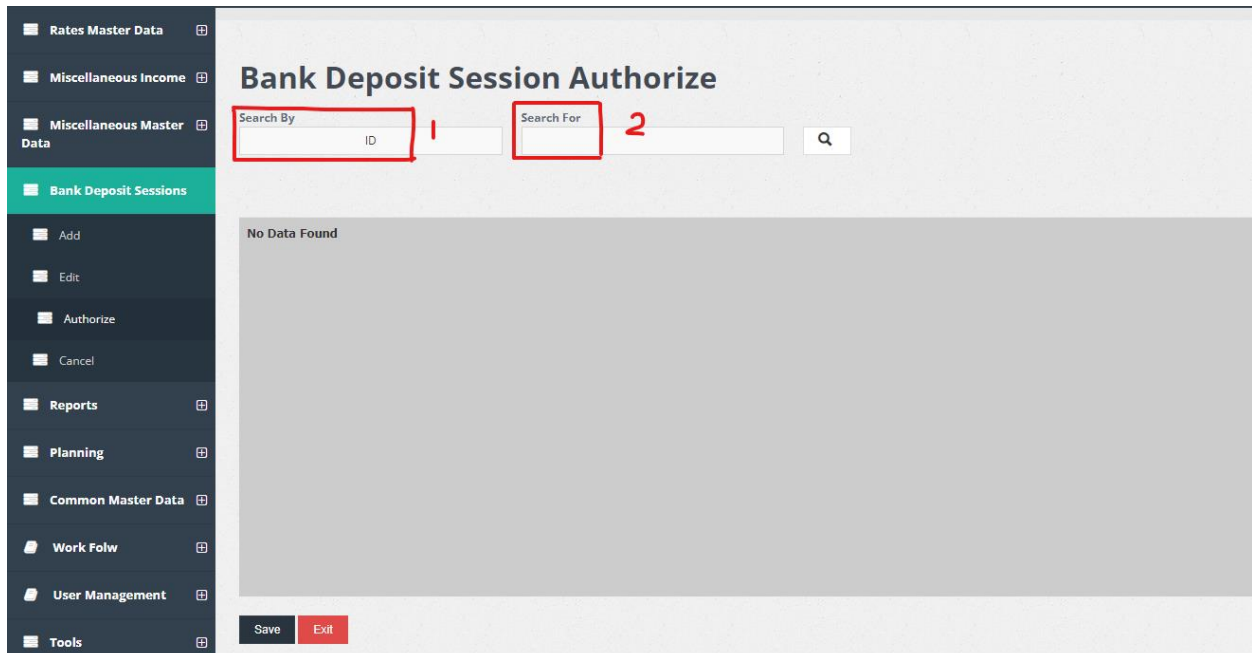 Rates Master Data
Miscellaneous Income
Miscellaneous Master
Data
Bank Deposit Sessions
Add
Edit
Authorize
Cancel
Reports
Planning
Common Master Data
Work Folw
User Management
Tools
Bank Deposit Session Authorize
Search By
ID
1
Search For
2
No Data Found
Save
Exit